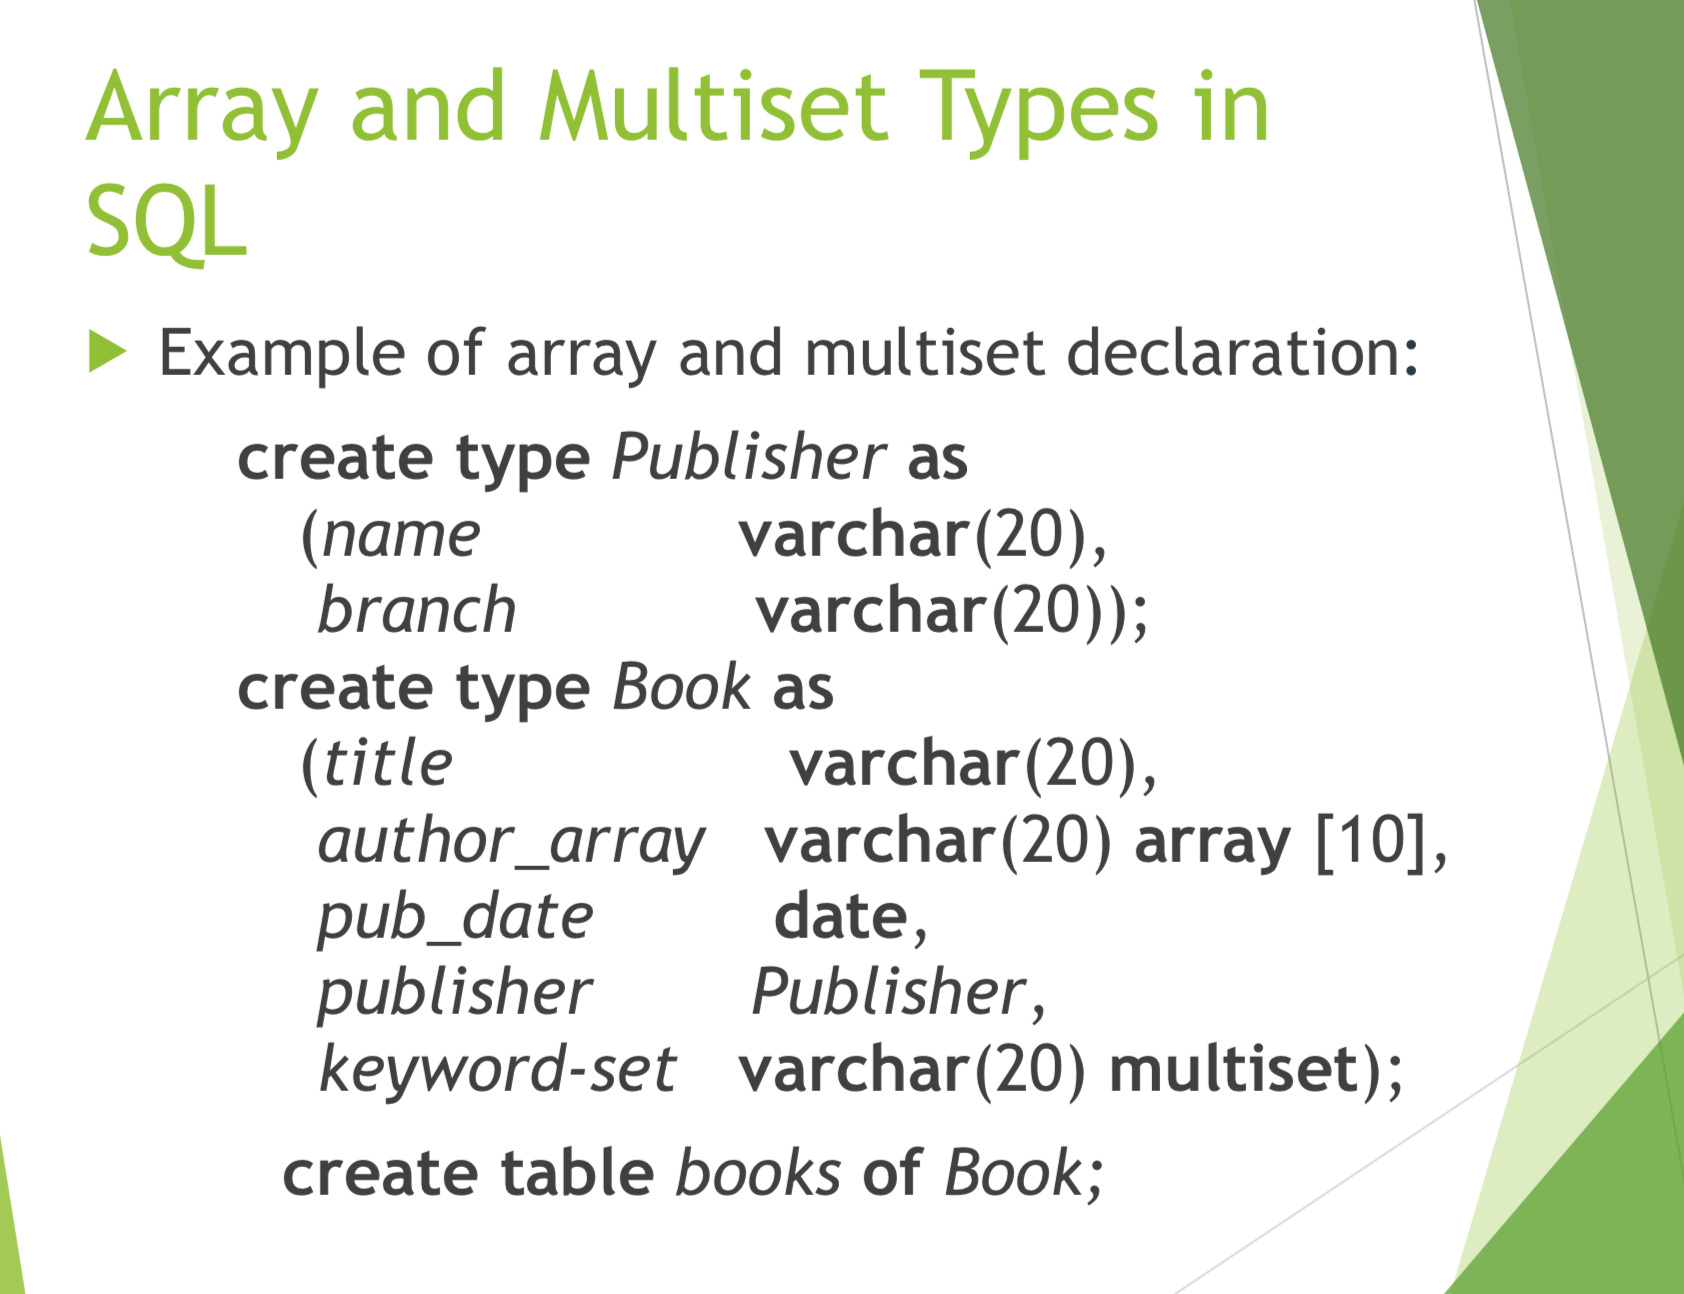 Array and Multiset Types in
SQL
Example of array and multiset declaration:
create type Publisher as
(name varchar(20),
branch varchar(20));
create type Book as
(title varchar(20),
author_array varchar(20) array [10],
pub_date date,
publisher Publisher,
keyword-set varchar(20) multiset);
create table books of Book;